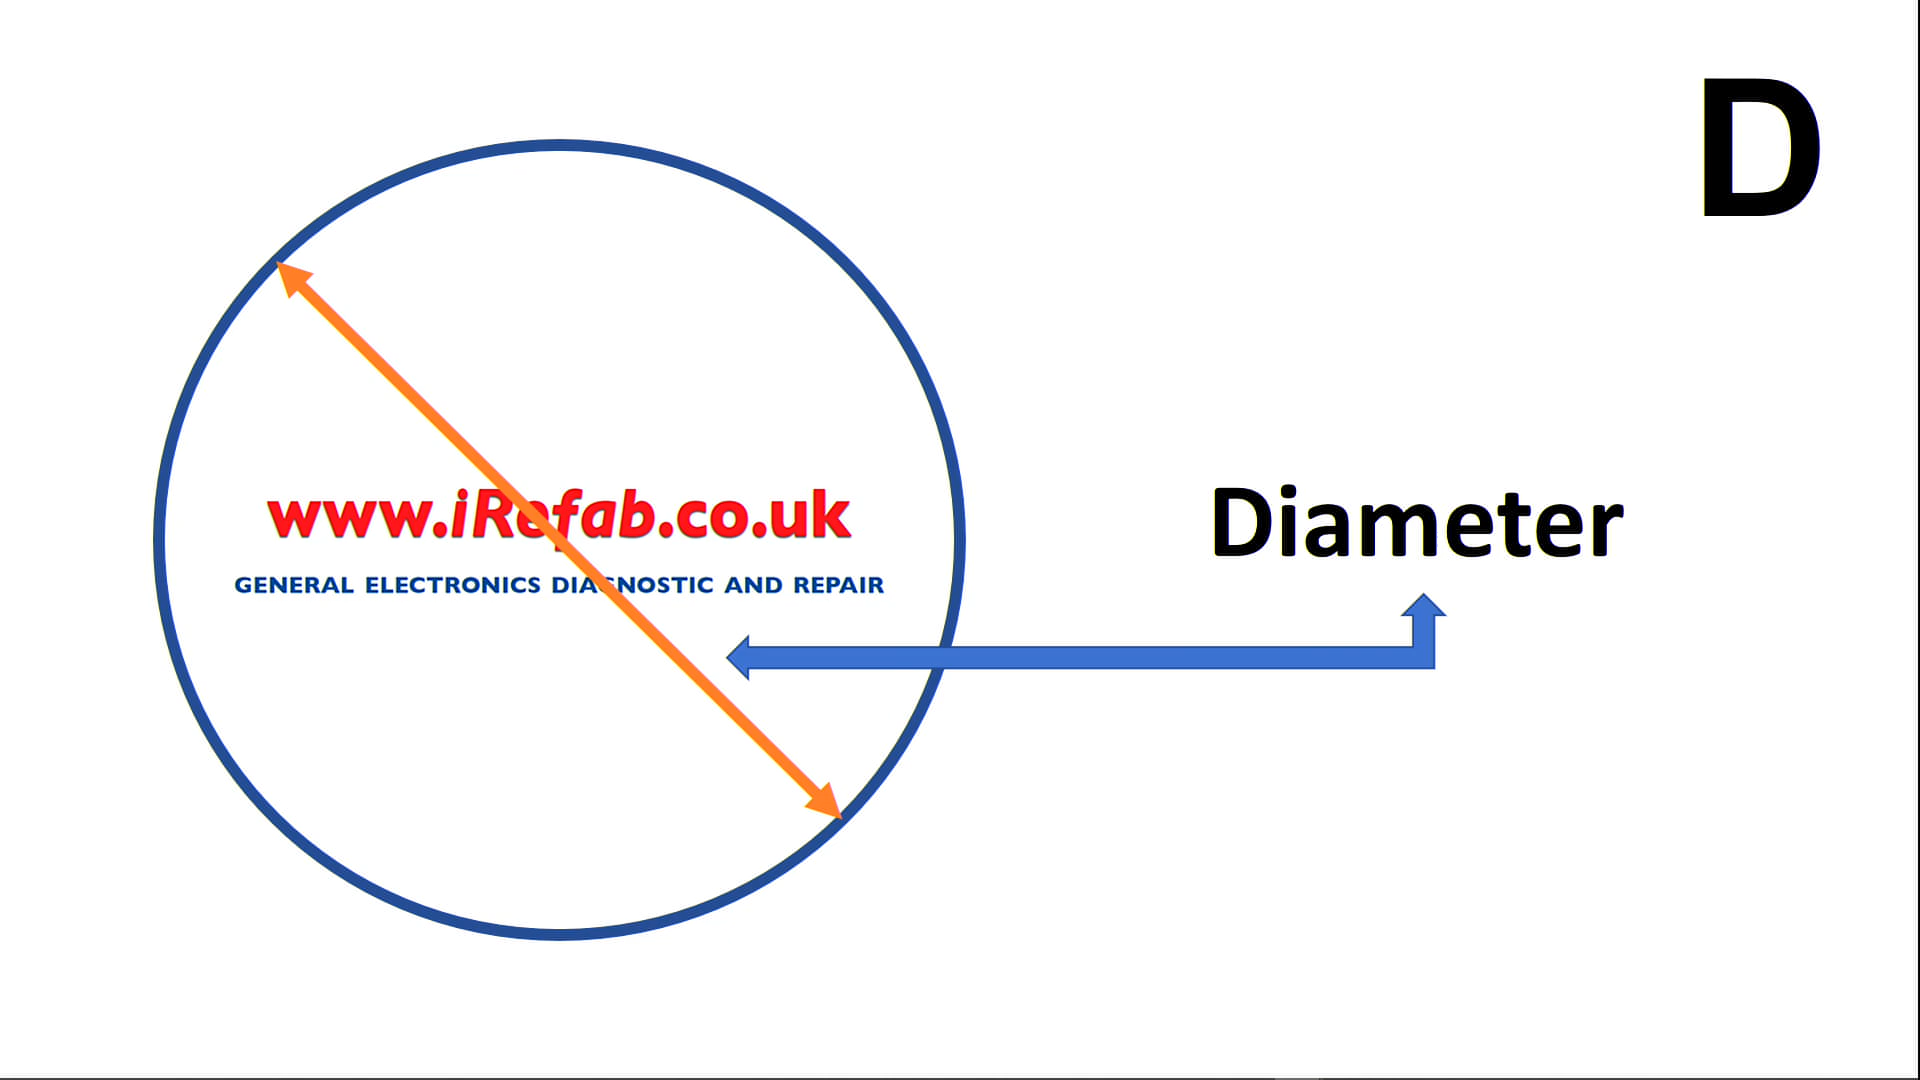 D
www.iRefab.co.uk
Diameter
GENERAL ELECTRONICS DIAGNOSTIC AND REPAIR